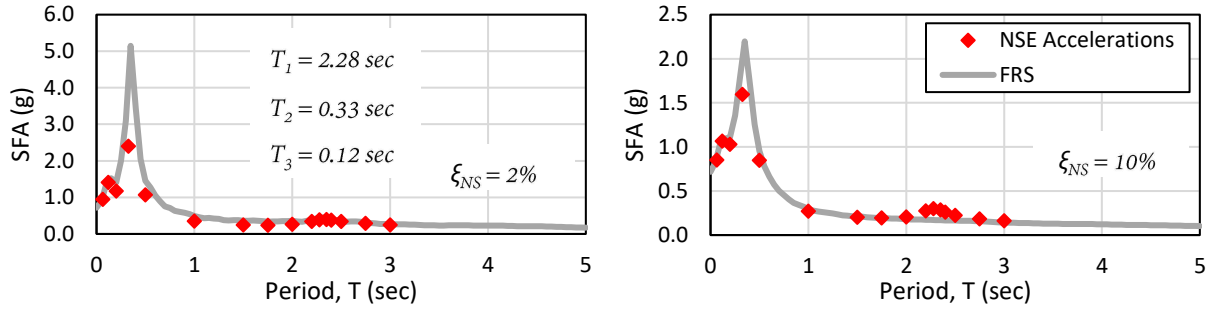 6.0
5.0
4.0
3.0
2.0
1.0
0.0
SFA (g)
T1 = 2.28 sec
T2 = 0.33 sec
T3 = 0.12 sec
ξNS = 2%
0 1 2 3 4 5
Period, T (sec)
2.5
2.0
1.5
1.0
0.5
0.0
SFA (g)
NSE Accelerations
FRS
ξNS = 10%
0 1 2 3 4 5
Period, T (sec)